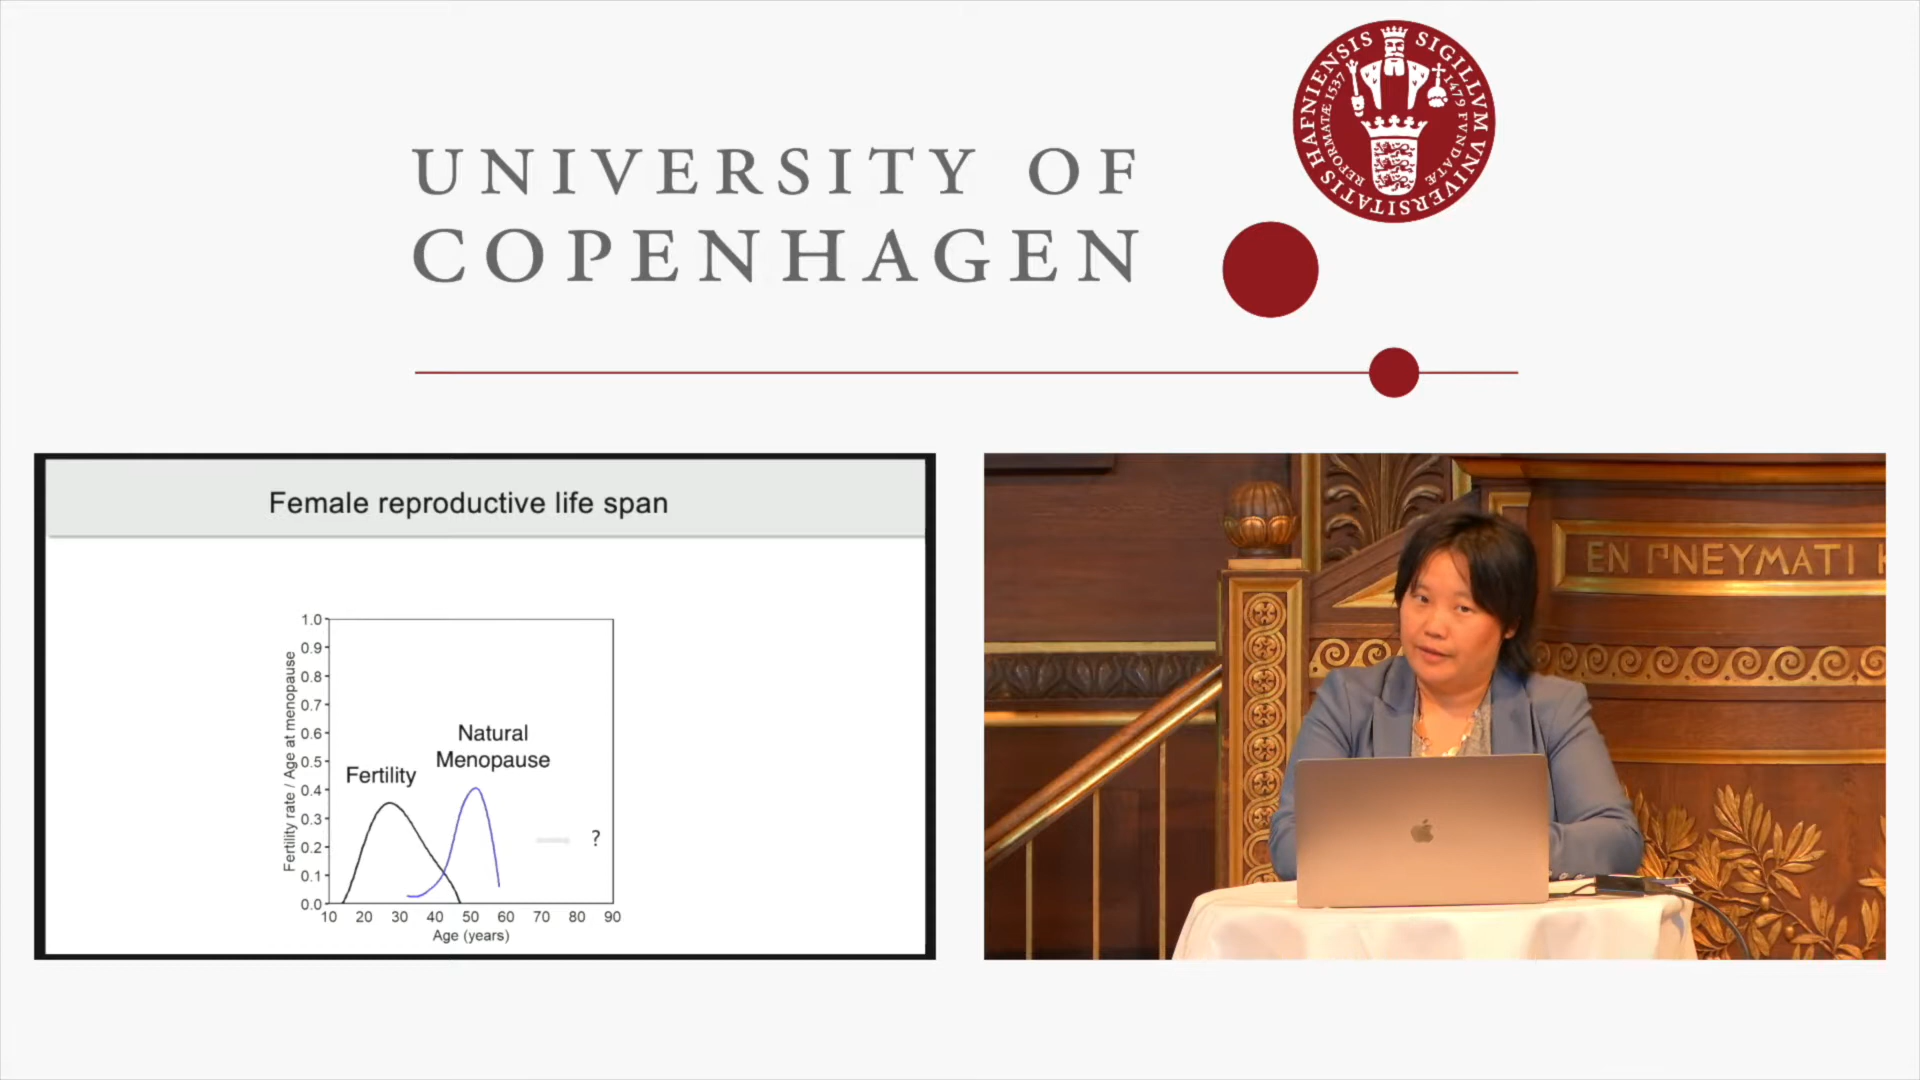 UNIVERSITY OF
COPENHAGEN
SIGILLVM VNIVERSITATIS HAFNIENSIS
1479 FVNDATÆ
REFORMATÆ 1537
Female reproductive life span
Fertility rate / Age at menopause
1.0
0.9
0.8
0.7
0.6
0.5
0.4
0.3
0.2
0.1
0.0
Natural
Menopause
Fertility
?
10 20 30 40 50 60 70 80 90
Age (years)
EN ΠNEYMATI